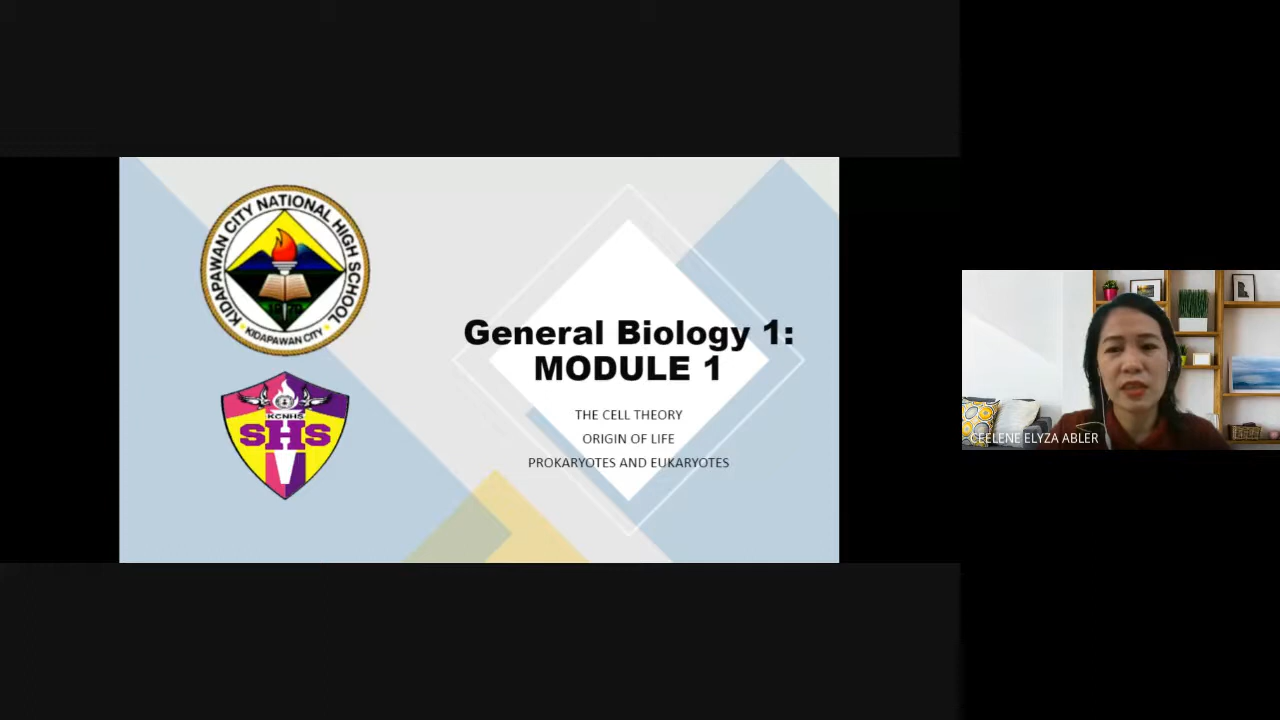 KIDAPAWAN CITY NATIONAL HIGH SCHOOL
KIDAPAWAN CITY
KCNHS
SHS
General Biology 1:
MODULE 1
THE CELL THEORY
ORIGIN OF LIFE
PROKARYOTES AND EUKARYOTES
CEELENE ELYZA ABLER